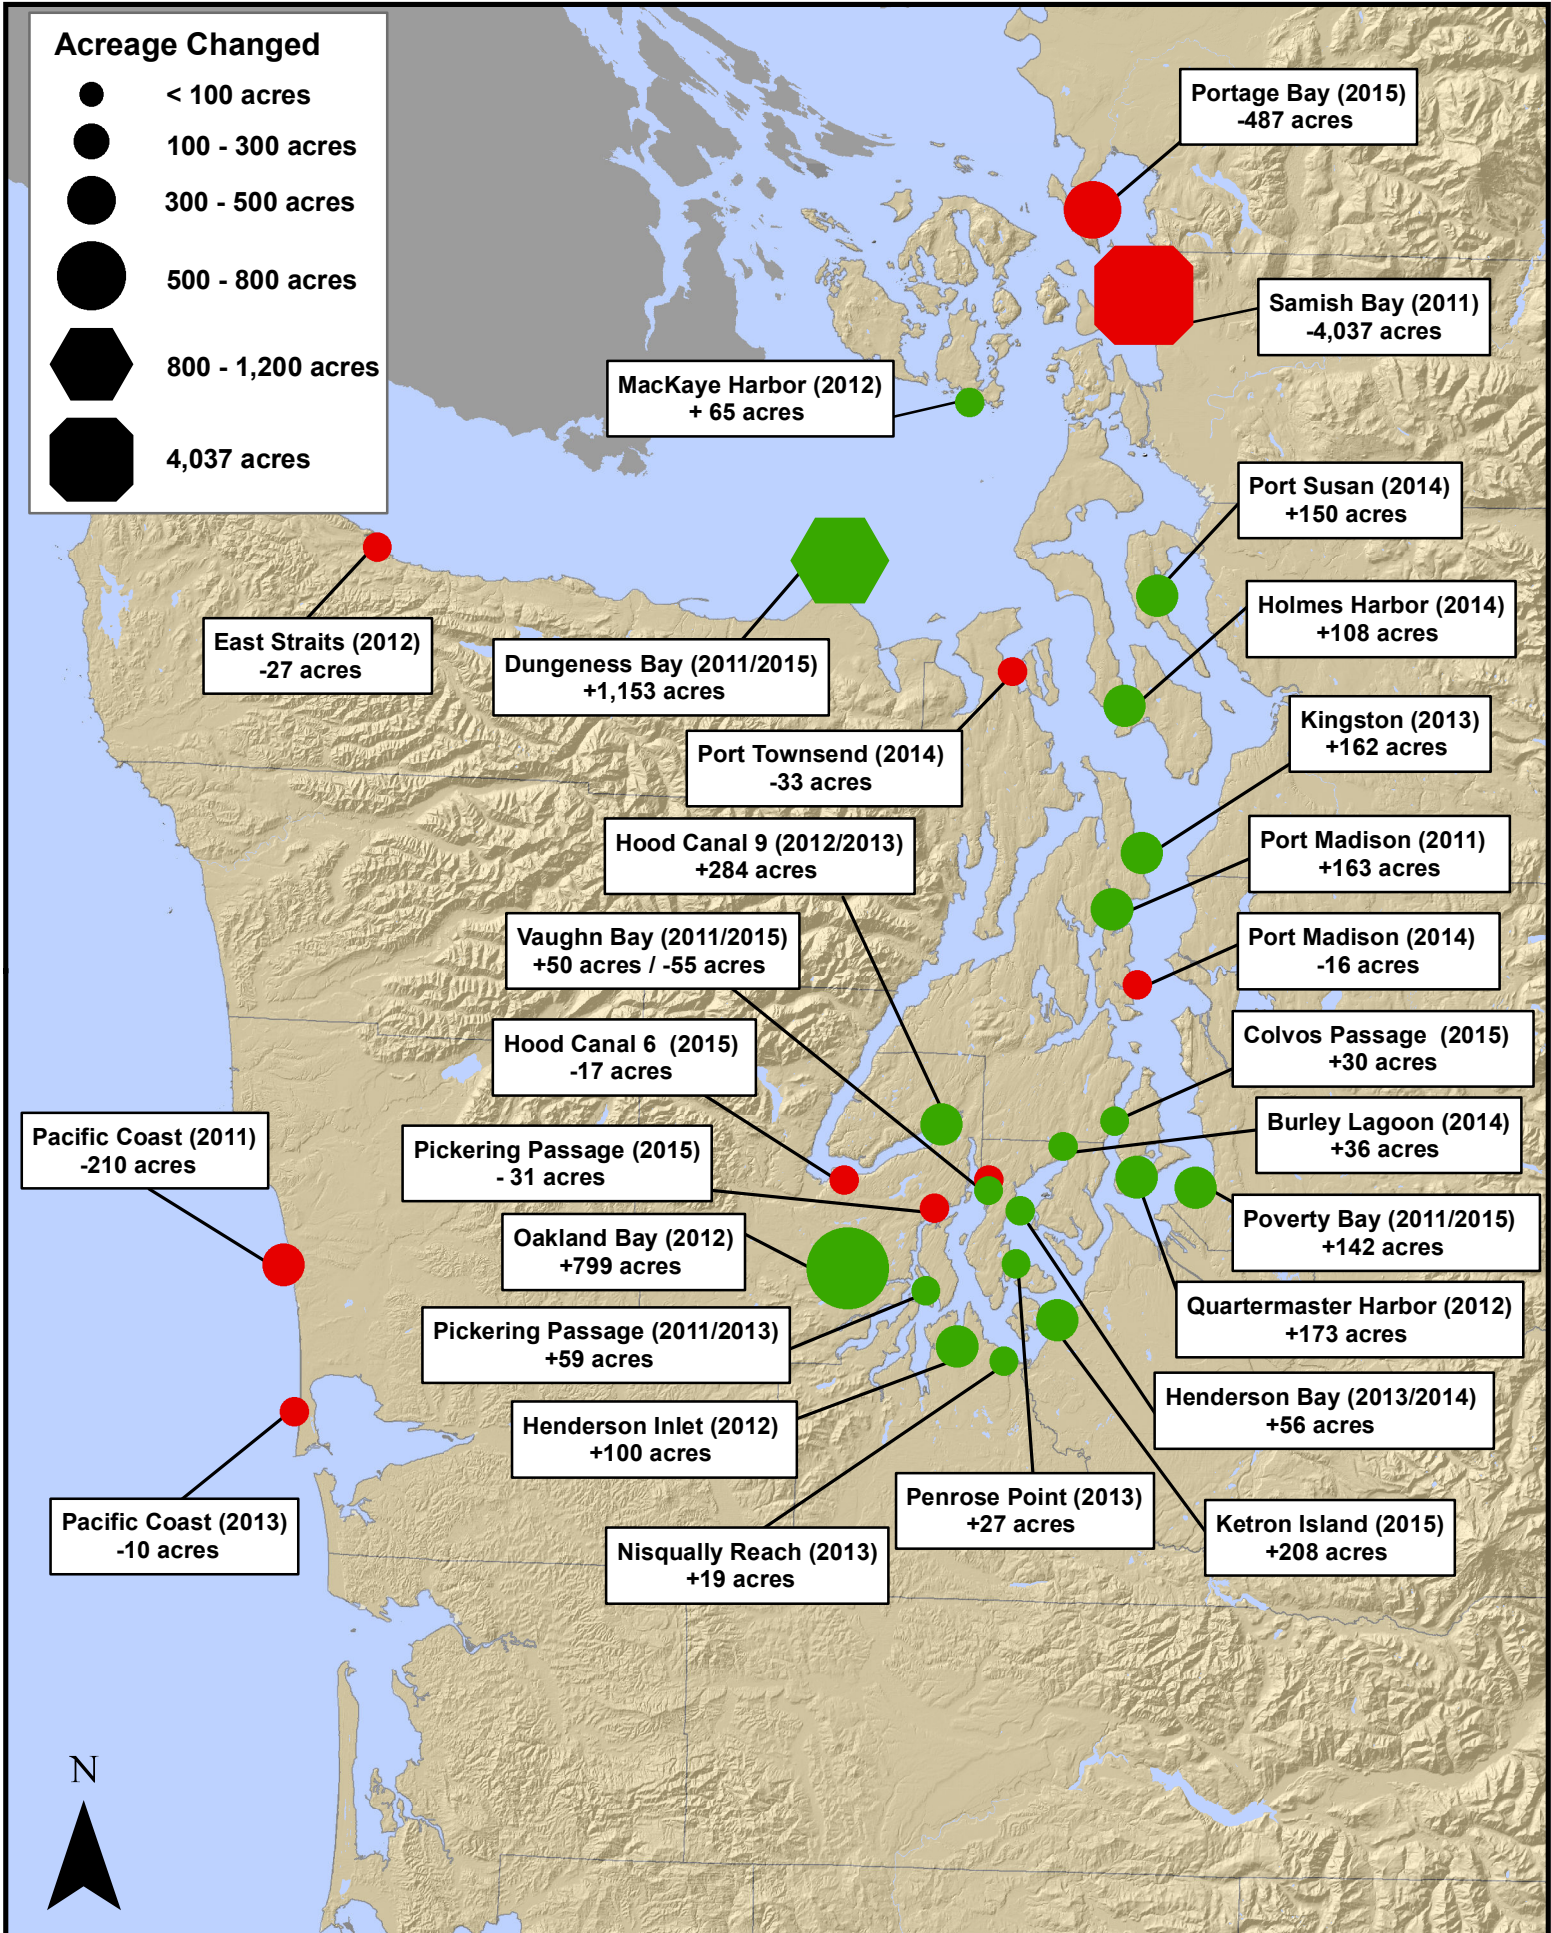 Acreage Changed
< 100 acres
100 - 300 acres
300 - 500 acres
500 - 800 acres
800 - 1,200 acres
4,037 acres
Portage Bay (2015)
-487 acres
Samish Bay (2011)
-4,037 acres
MacKaye Harbor (2012)
+ 65 acres
Port Susan (2014)
+150 acres
Holmes Harbor (2014)
+108 acres
East Straits (2012)
-27 acres
Dungeness Bay (2011/2015)
+1,153 acres
Kingston (2013)
+162 acres
Port Townsend (2014)
-33 acres
Hood Canal 9 (2012/2013)
+284 acres
Port Madison (2011)
+163 acres
Vaughn Bay (2011/2015)
+50 acres / -55 acres
Port Madison (2014)
-16 acres
Hood Canal 6 (2015)
-17 acres
Colvos Passage (2015)
+30 acres
Pacific Coast (2011)
-210 acres
Pickering Passage (2015)
- 31 acres
Burley Lagoon (2014)
+36 acres
Oakland Bay (2012)
+799 acres
Poverty Bay (2011/2015)
+142 acres
Pickering Passage (2011/2013)
+59 acres
Quartermaster Harbor (2012)
+173 acres
Henderson Inlet (2012)
+100 acres
Henderson Bay (2013/2014)
+56 acres
Pacific Coast (2013)
-10 acres
Nisqually Reach (2013)
+19 acres
Penrose Point (2013)
+27 acres
Ketron Island (2015)
+208 acres
N